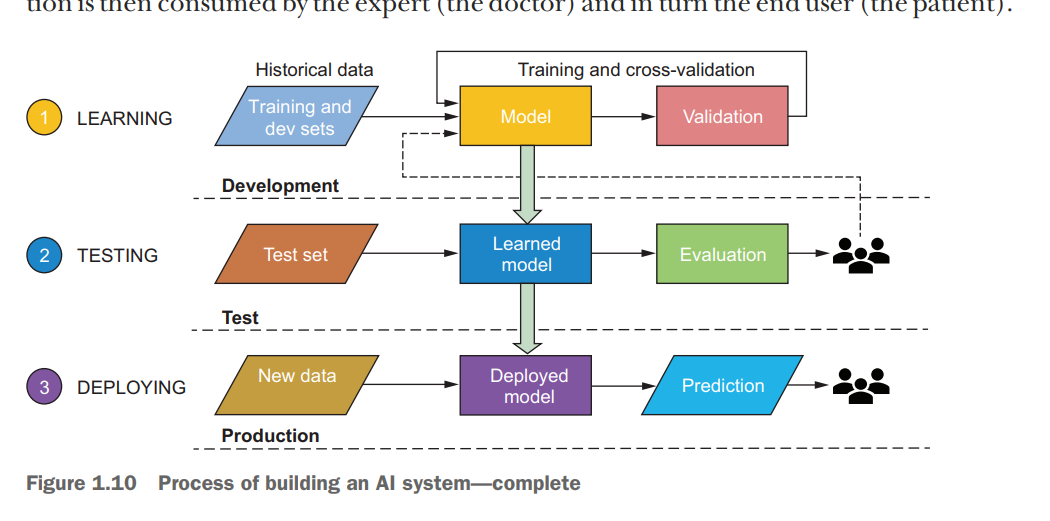 tion is then consumed by the expert (the doctor) and in turn the end user (the patient).
Historical data
Training and cross-validation
1 LEARNING
Training and
dev sets
Model
Validation
Development
2 TESTING
Test set
Learned
model
Evaluation
Test
3 DEPLOYING
New data
Deployed
model
Prediction
Production
Figure 1.10 Process of building an AI system—complete